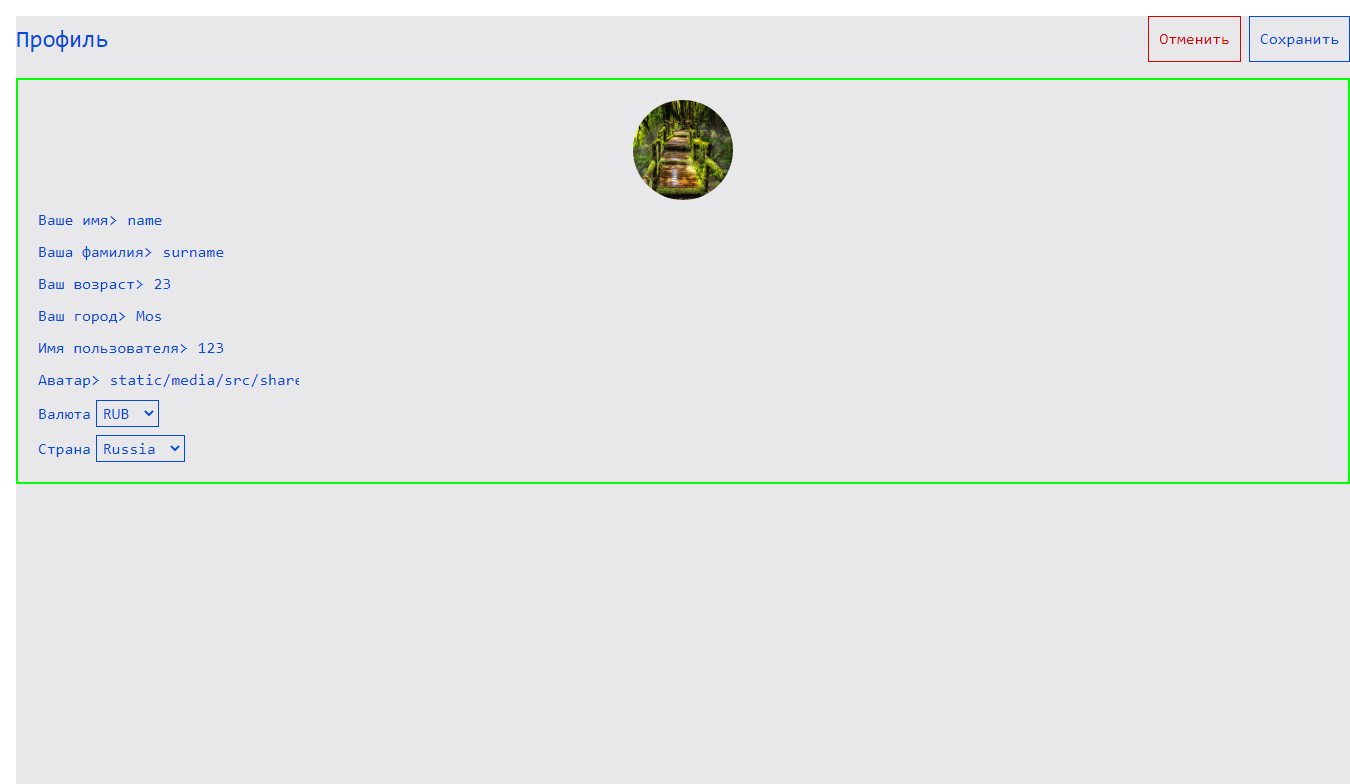 Профиль
Отменить
Сохранить
Ваше имя> name
Ваша фамилия> surname
Ваш возраст> 23
Ваш город> Mos
Имя пользователя> 123
Аватар> static/media/src/share
Валюта RUB
Страна Russia